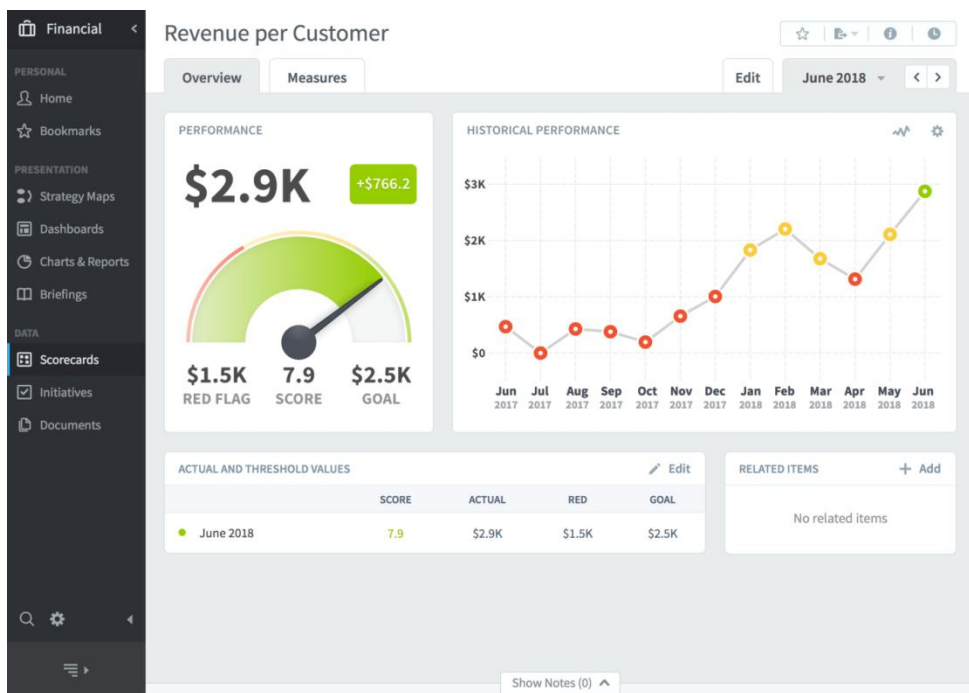 Financial
PERSONAL
Home
Bookmarks
PRESENTATION
Strategy Maps
Dashboards
Charts & Reports
Briefings
DATA
Scorecards
Initiatives
Documents
Revenue per Customer
Overview
Measures
Edit
June 2018
PERFORMANCE
$2.9K
+$766.2
$1.5K 7.9 $2.5K
RED FLAG SCORE GOAL
HISTORICAL PERFORMANCE
$3K
$2K
$1K
$0
Jun Jul Aug Sep Oct Nov Dec Jan Feb Mar Apr May Jun
2017 2017 2017 2017 2017 2017 2017 2018 2018 2018 2018 2018 2018
ACTUAL AND THRESHOLD VALUES
Edit
SCORE ACTUAL RED GOAL
June 2018 7.9 $2.9K $1.5K $2.5K
RELATED ITEMS
Add
No related items
Show Notes (0)